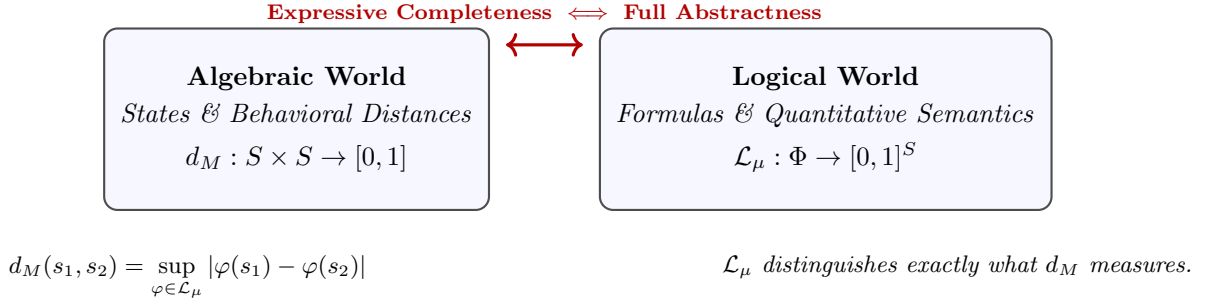 Expressive Completeness ⟺ Full Abstractness
Algebraic World
States & Behavioral Distances
d_M : S × S → [0, 1]
Logical World
Formulas & Quantitative Semantics
ℒ_μ : Φ → [0, 1]^S
d_M(s_1, s_2) = sup_{φ∈ℒ_μ} |φ(s_1) − φ(s_2)|
ℒ_μ distinguishes exactly what d_M measures.